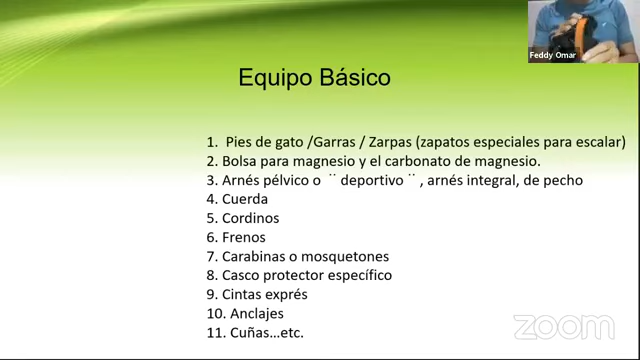 Feddy Omar
Equipo Básico
1. Pies de gato /Garras / Zarpas (zapatos especiales para escalar)
2. Bolsa para magnesio y el carbonato de magnesio.
3. Arnés pélvico o ¨ deportivo ¨ , arnés integral, de pecho
4. Cuerda
5. Cordinos
6. Frenos
7. Carabinas o mosquetones
8. Casco protector específico
9. Cintas exprés
10. Anclajes
11. Cuñas…etc.
zoom